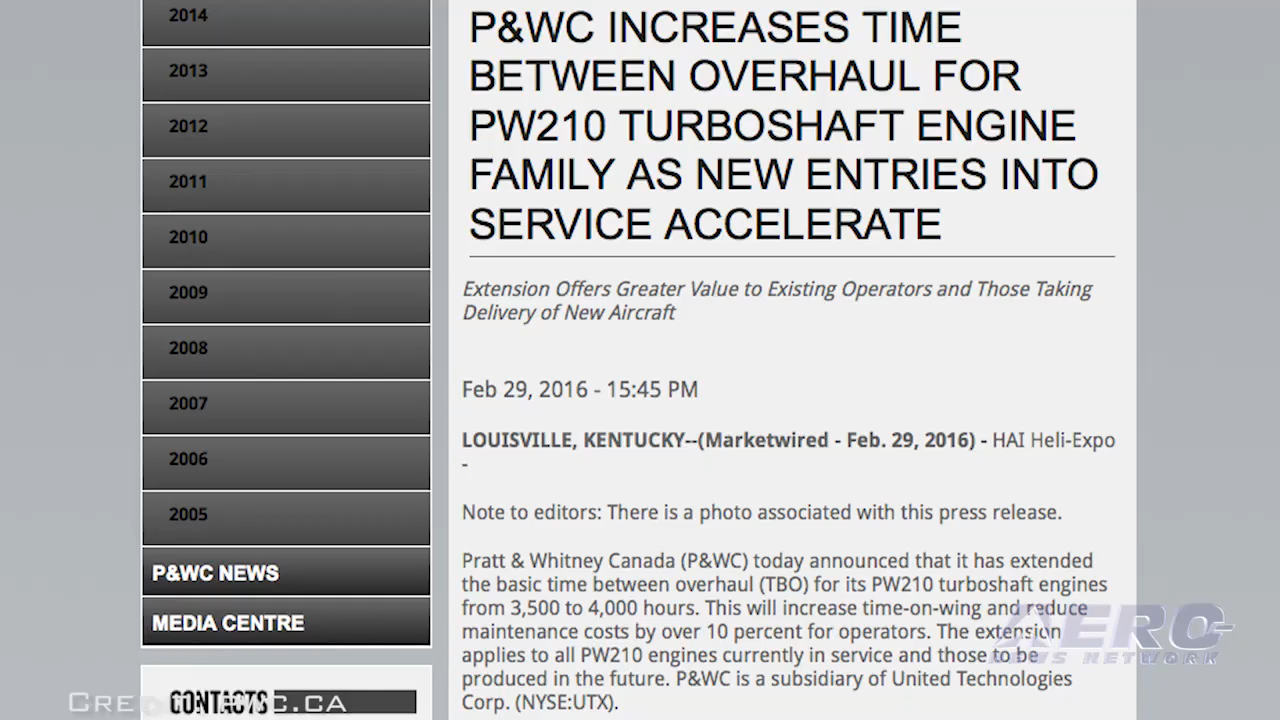 2014
2013
2012
2011
2010
2009
2008
2007
2006
2005
P&WC NEWS
MEDIA CENTRE
CONTACTS
P&WC INCREASES TIME
BETWEEN OVERHAUL FOR
PW210 TURBOSHAFT ENGINE
FAMILY AS NEW ENTRIES INTO
SERVICE ACCELERATE
Extension Offers Greater Value to Existing Operators and Those Taking
Delivery of New Aircraft
Feb 29, 2016 - 15:45 PM
LOUISVILLE, KENTUCKY--(Marketwired - Feb. 29, 2016) - HAI Heli-Expo
-
Note to editors: There is a photo associated with this press release.
Pratt & Whitney Canada (P&WC) today announced that it has extended
the basic time between overhaul (TBO) for its PW210 turboshaft engines
from 3,500 to 4,000 hours. This will increase time-on-wing and reduce
maintenance costs by over 10 percent for operators. The extension
applies to all PW210 engines currently in service and those to be
produced in the future. P&WC is a subsidiary of United Technologies
Corp. (NYSE:UTX).
AERO
NEWS NETWORK